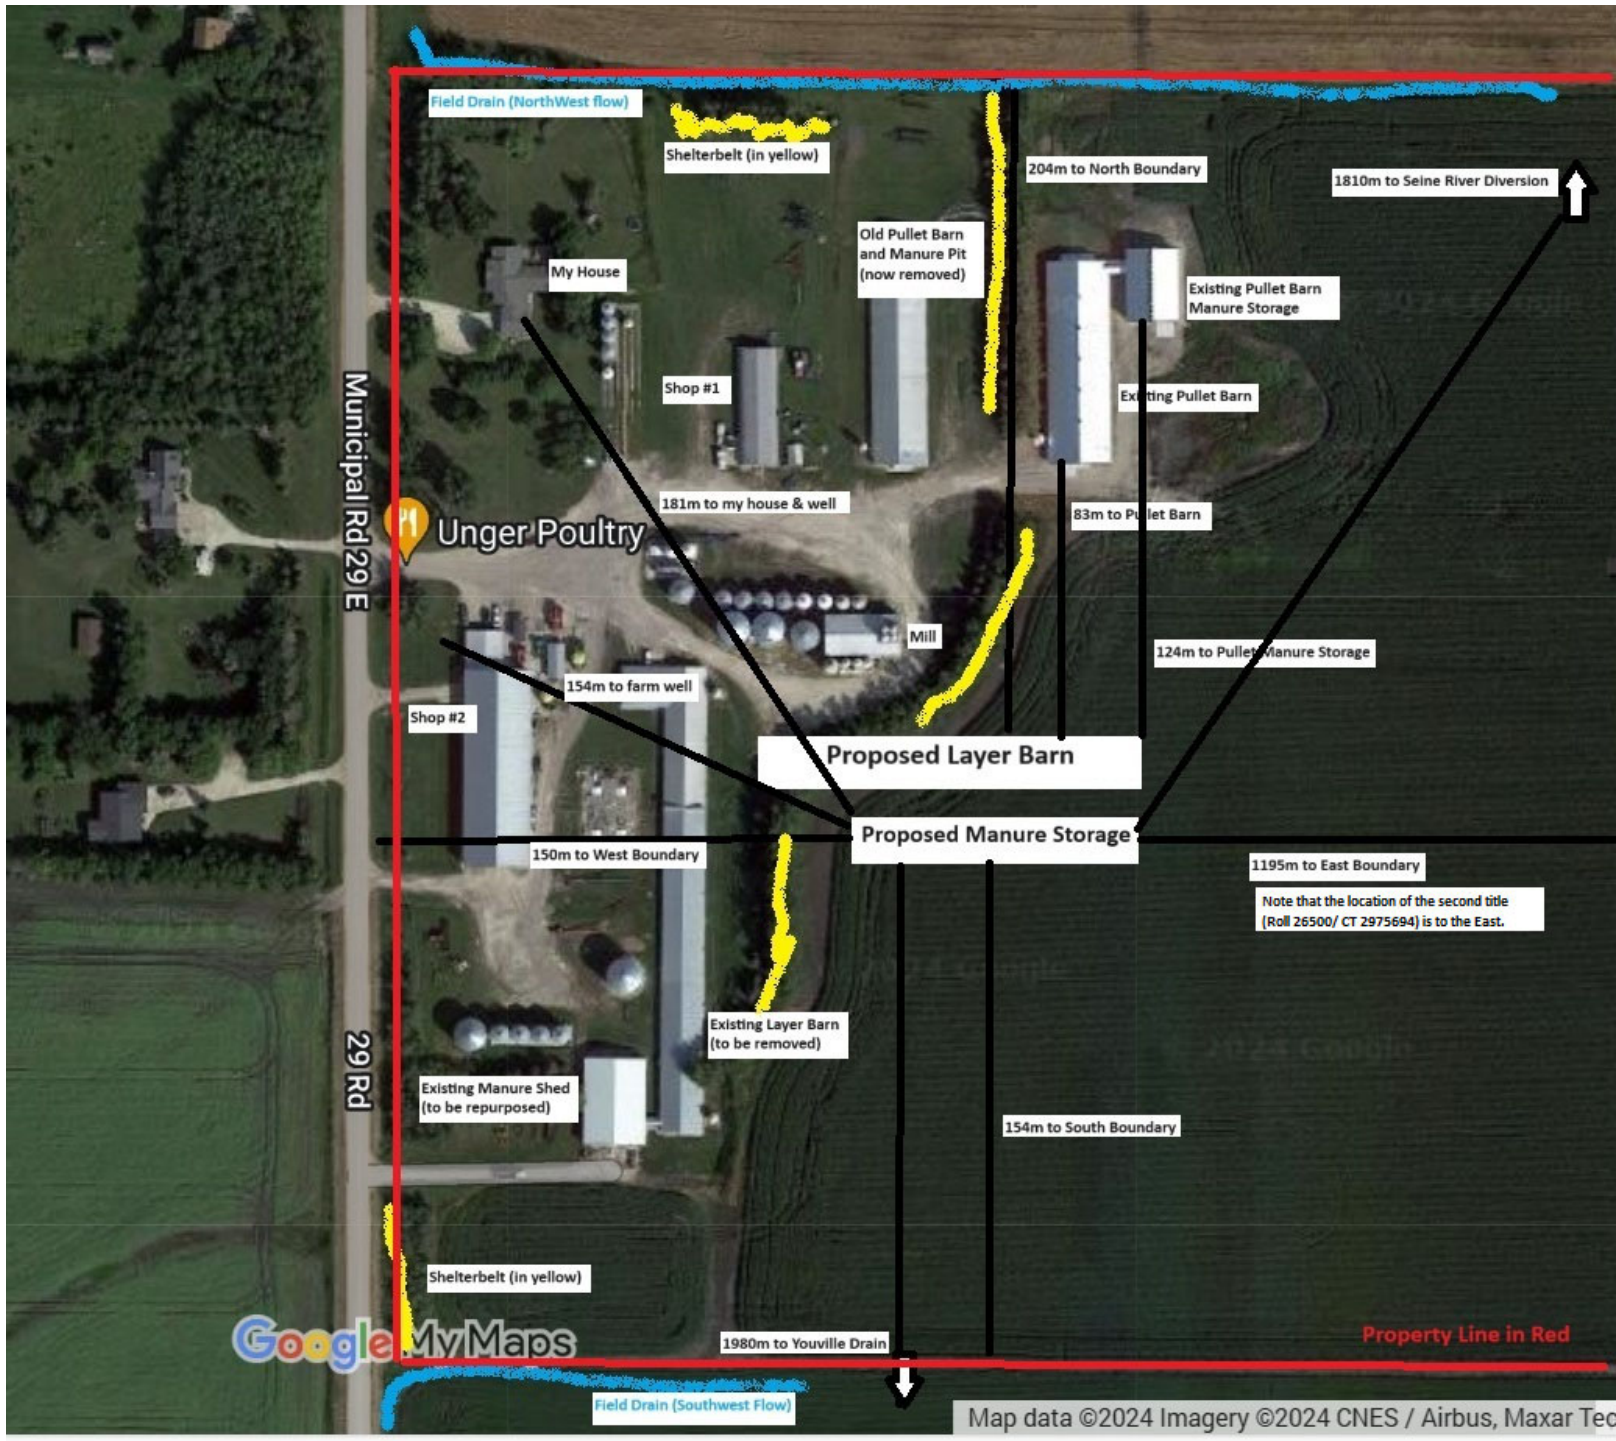 Field Drain (NorthWest flow)
Shelterbelt (in yellow)
204m to North Boundary
1810m to Seine River Diversion
Old Pullet Barn
and Manure Pit
(now removed)
My House
Existing Pullet Barn
Manure Storage
Shop #1
Existing Pullet Barn
Municipal Rd 29 E
181m to my house & well
83m to Pullet Barn
Unger Poultry
Mill
124m to Pullet Manure Storage
154m to farm well
Shop #2
Proposed Layer Barn
Proposed Manure Storage
150m to West Boundary
1195m to East Boundary
Note that the location of the second title
(Roll 26500/ CT 2975694) is to the East.
Existing Layer Barn
(to be removed)
29 Rd
Existing Manure Shed
(to be repurposed)
154m to South Boundary
Shelterbelt (in yellow)
Google My Maps
1980m to Youville Drain
Property Line in Red
Field Drain (Southwest Flow)
Map data ©2024 Imagery ©2024 CNES / Airbus, Maxar Tec